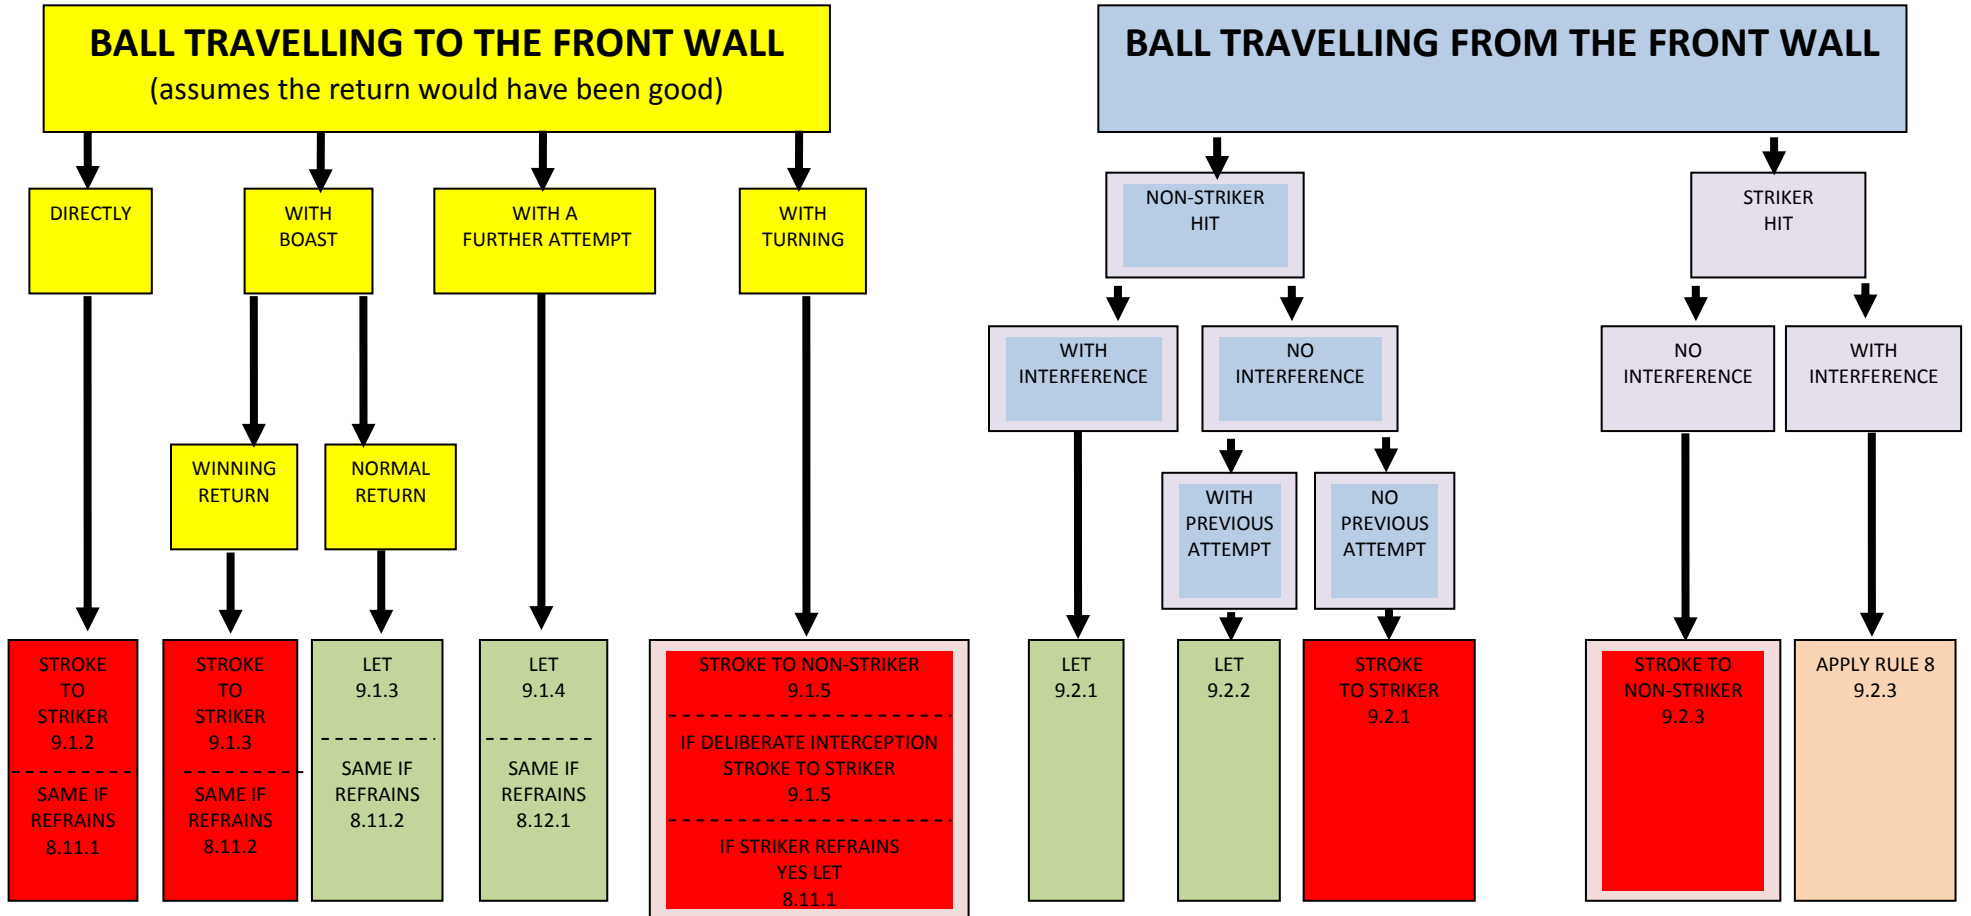 BALL TRAVELLING TO THE FRONT WALL
(assumes the return would have been good)
DIRECTLY
WITH
BOAST
WITH A
FURTHER ATTEMPT
WITH
TURNING
WINNING
RETURN
NORMAL
RETURN
STROKE
TO
STRIKER
9.1.2
SAME IF
REFRAINS
8.11.1
STROKE
TO
STRIKER
9.1.3
SAME IF
REFRAINS
8.11.2
LET
9.1.3
SAME IF
REFRAINS
8.11.2
LET
9.1.4
SAME IF
REFRAINS
8.12.1
STROKE TO NON-STRIKER
9.1.5
IF DELIBERATE INTERCEPTION
STROKE TO STRIKER
9.1.5
IF STRIKER REFRAINS
YES LET
8.11.1
BALL TRAVELLING FROM THE FRONT WALL
NON-STRIKER
HIT
STRIKER
HIT
WITH
INTERFERENCE
NO
INTERFERENCE
NO
INTERFERENCE
WITH
INTERFERENCE
WITH
PREVIOUS
ATTEMPT
NO
PREVIOUS
ATTEMPT
LET
9.2.1
LET
9.2.2
STROKE
TO STRIKER
9.2.1
STROKE TO
NON-STRIKER
9.2.3
APPLY RULE 8
9.2.3